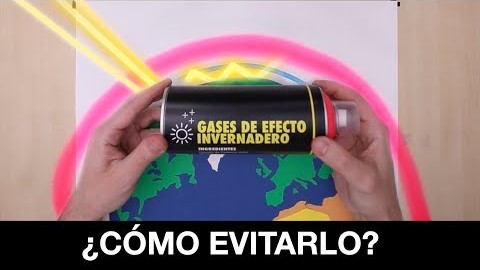 GASES DE EFECTO
INVERNADERO
INGREDIENTES
¿CÓMO EVITARLO?